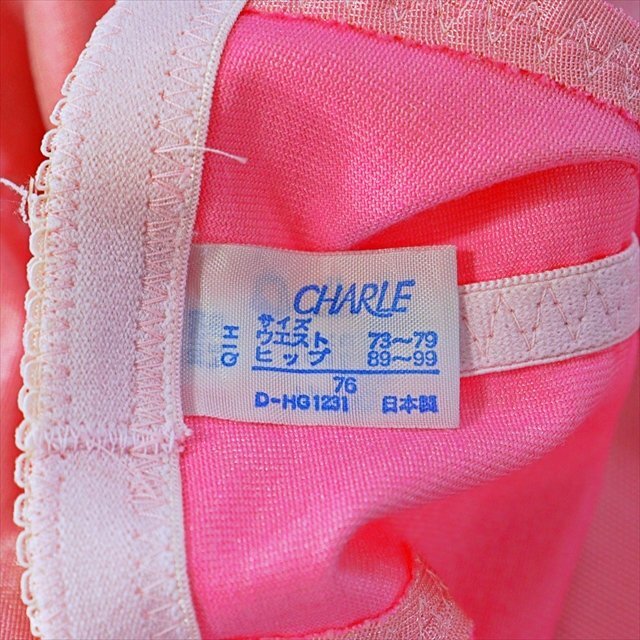 CHARLE
サイズ
ウエスト 73〜79
ヒップ 89〜99
76
D-HG1231 日本製
HQ